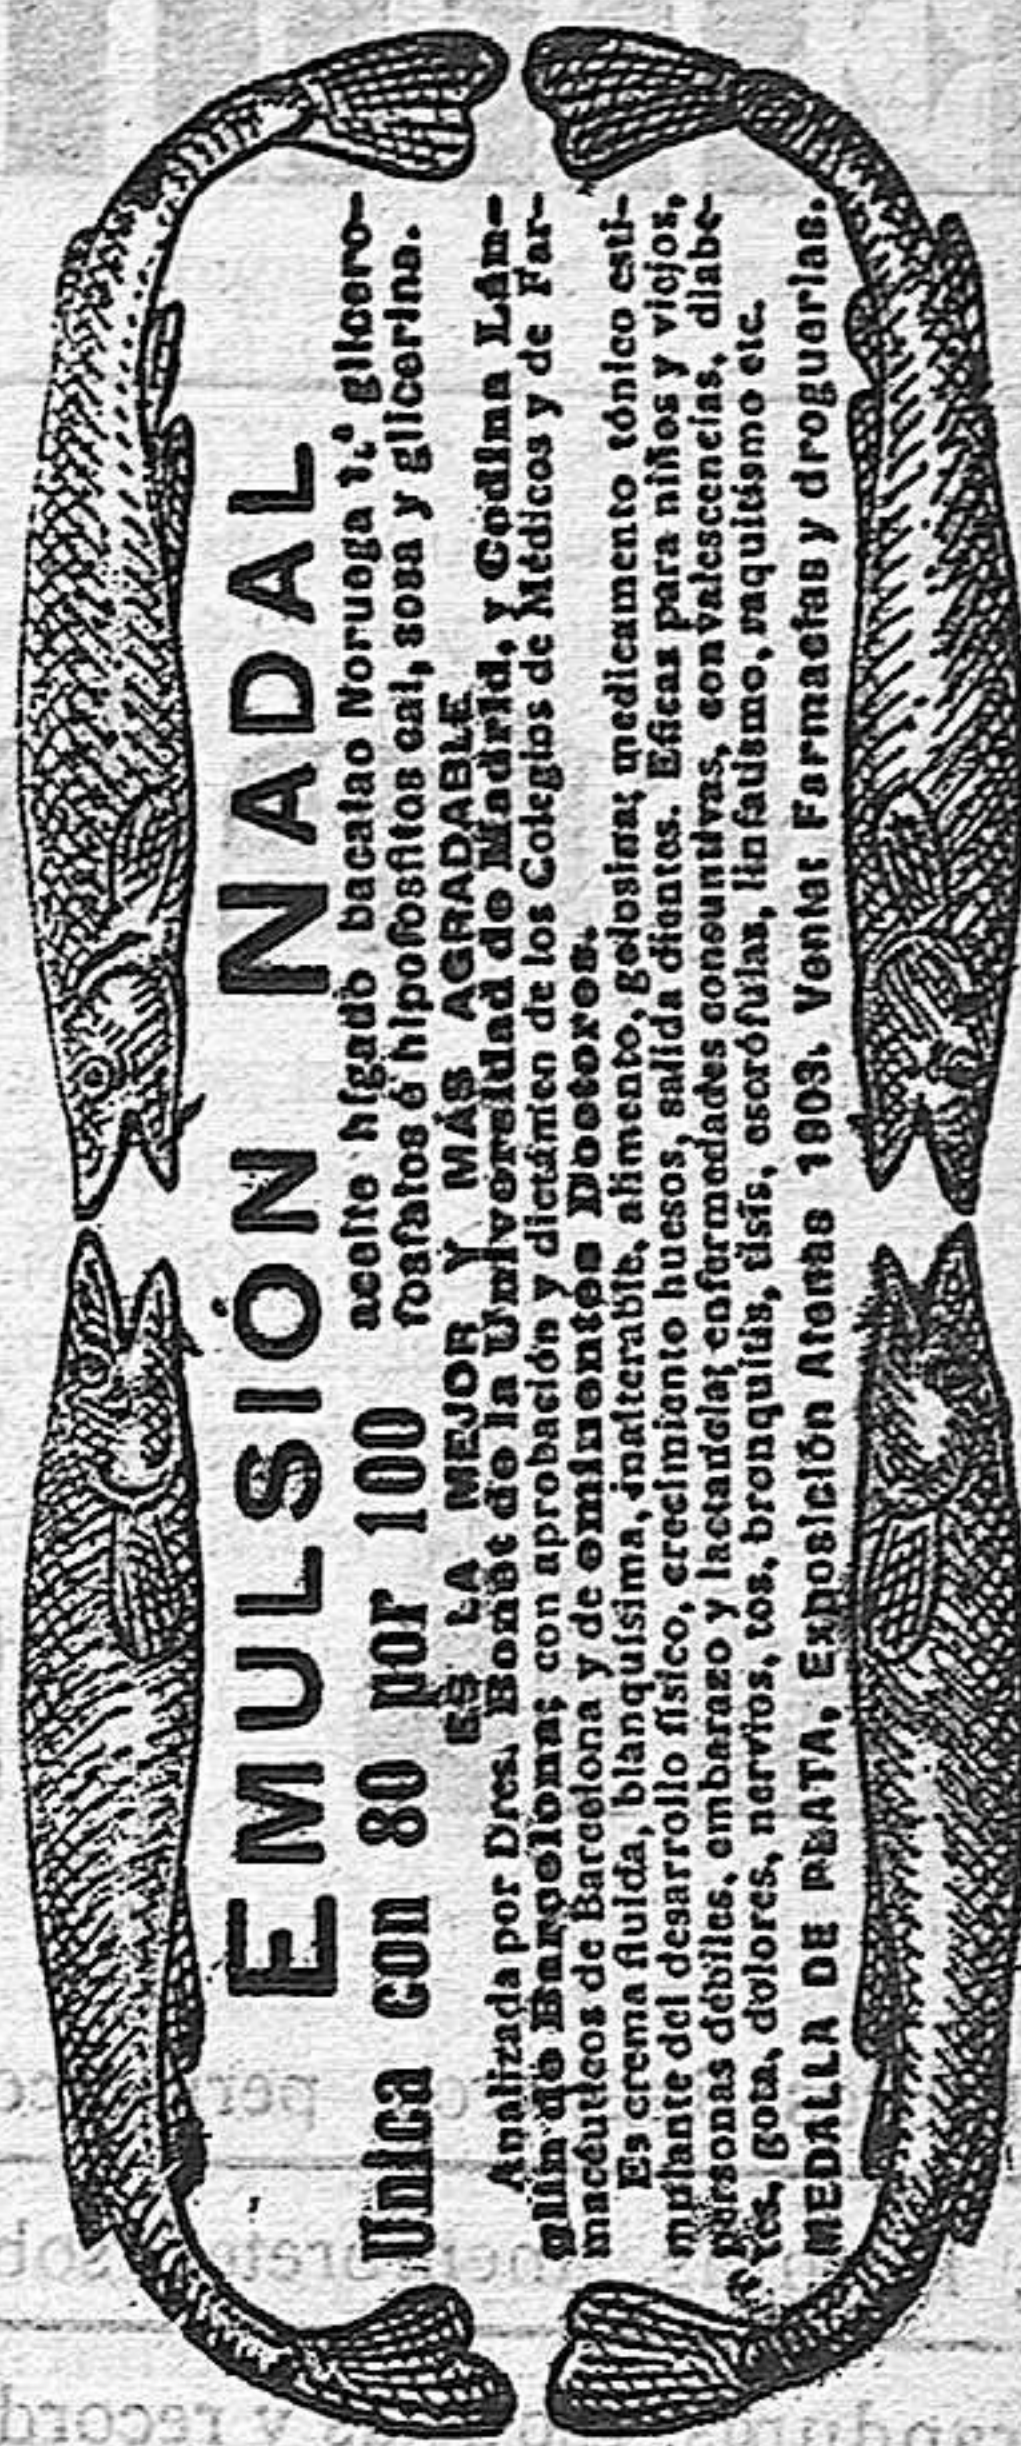 EMULSIÓN NADAL
Unica con 80 por 100
aceite hígado bacalao Noruega 1.ª glicero-
fosfatos é hipofosfitos cal, sosa y glicerina.
ES LA MEJOR Y MÁS AGRADABLE
Analizada por Dres. Bonet de la Universidad de Madrid, y Codina Län-
glin de Barcelona; con aprobación y dictámen de los Colegios de Médicos y de Far-
macéuticos de Barcelona y de eminentes Doctores.
Es crema fluida, blanquísima, inalterable, alimento, golosina; medicamento tónico esti-
mulante del desarrollo físico, crecimiento huesos, salida dientes. Eficaz para niños y viejos,
personas débiles, embarazo y lactancia; enfermedades consuntivas, convalescencias, diabe-
tes, gota, dolores, nervios, tos, bronquitis, tisis, escrófulas, linfatismo, raquitismo etc.
MEDALLA DE PLATA, Exposición Atenas 1903. Venta: Farmacias y droguerías.